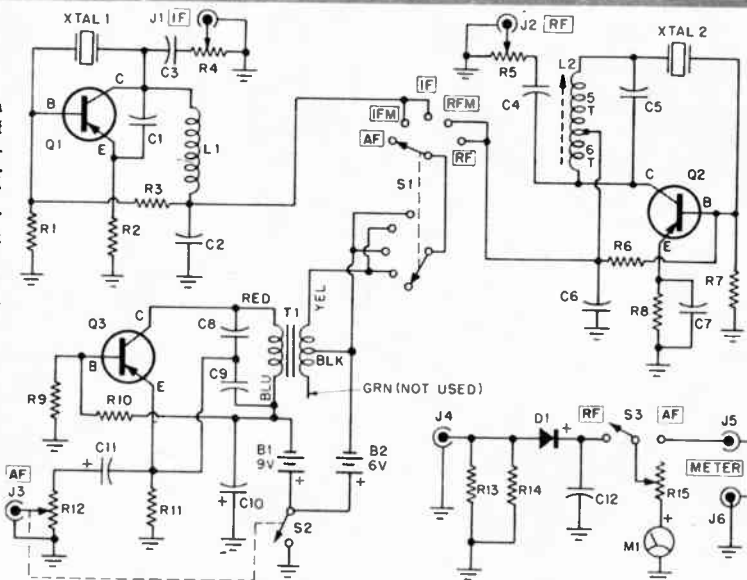 XTAL 1
J1 IF
C3
R4
C
B
E
Q1
C1
L1
R3
R1
R2
C2
J2 RF
R5
C4
L2
5
T
6
T
C5
XTAL 2
IF
IFM
RFM
AF
RF
S1
C
Q2
B
E
R6
C6
R8
C7
R7
Q3
C
B
E
RED
C8
C9
T1
YEL
BLK
BLU
GRN (NOT USED)
R9
R10
C11
+
AF
J3
R12
R11
C10
+
B1
9V
+
B2
6V
+
S2
J4
D1
+
RF
S3
AF
J5
METER
R13
R14
C12
R15
+
M1
J6